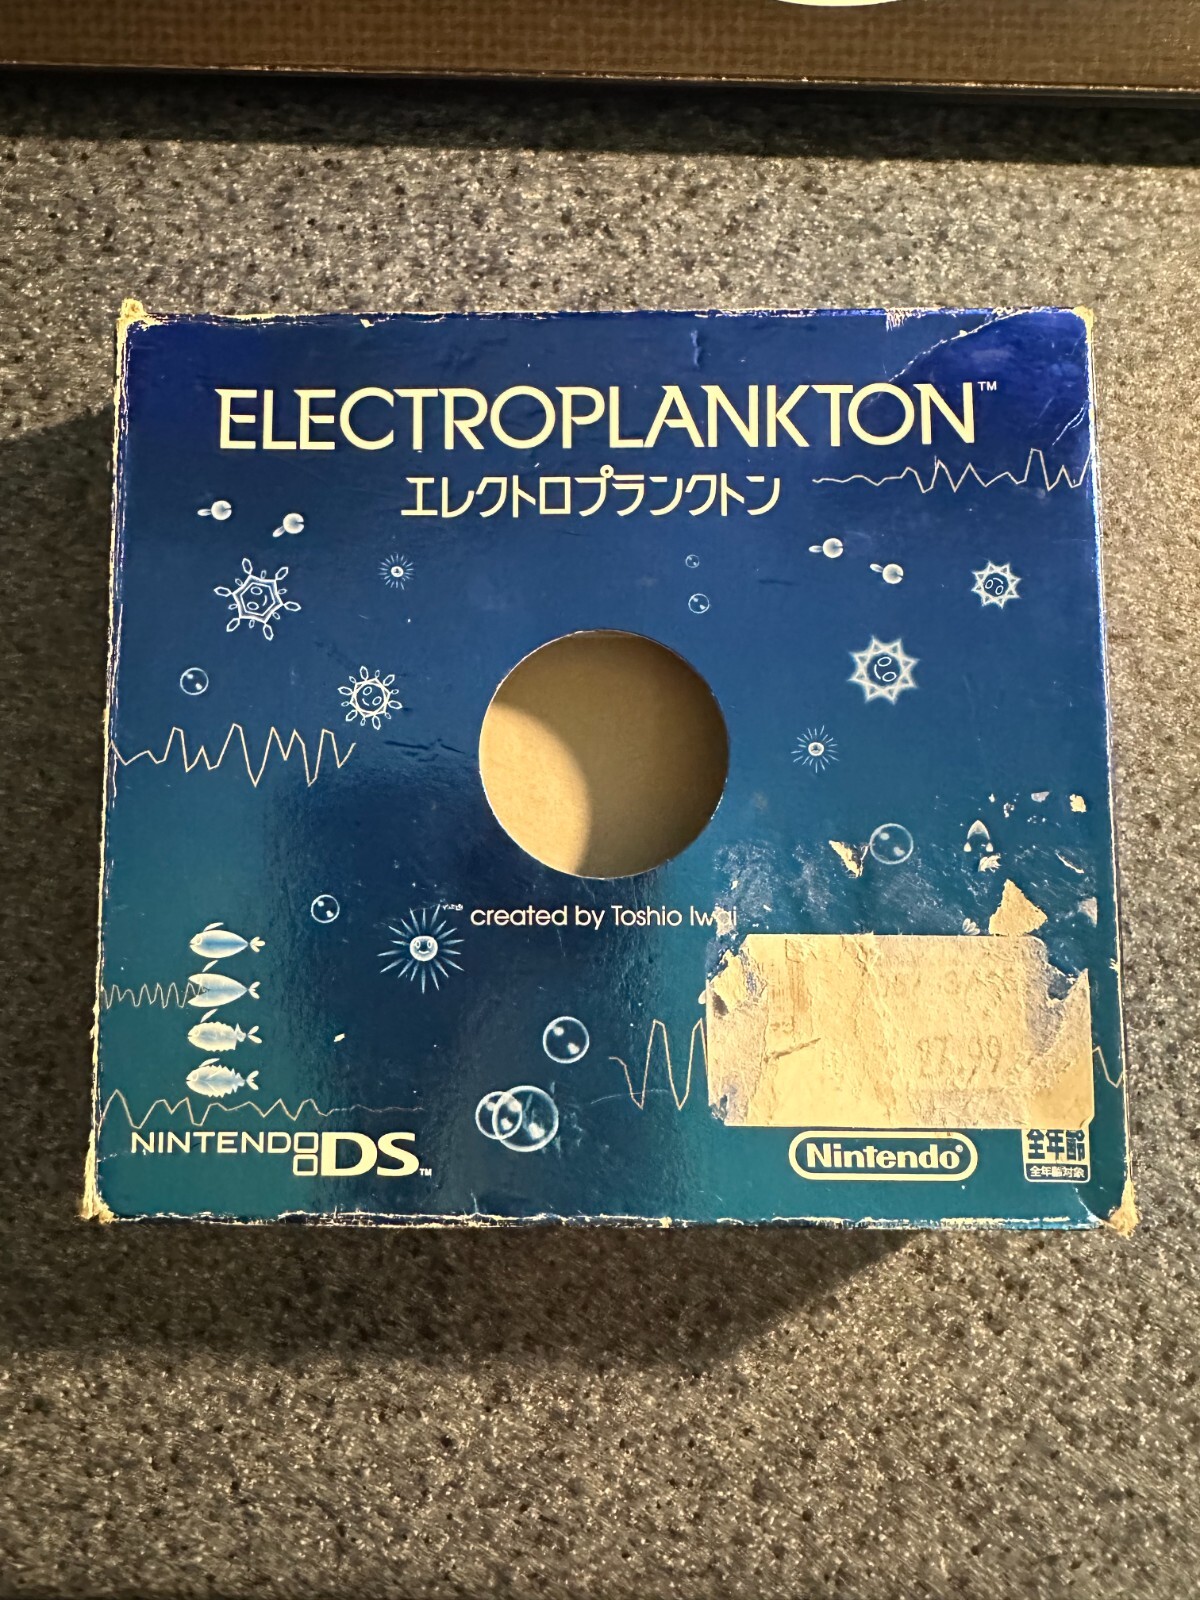 ELECTROPLANKTON™
エレクトロプランクトン
created by Toshio Iwai
NINTENDO DS™
Nintendo®
全年齢
全年齢対象